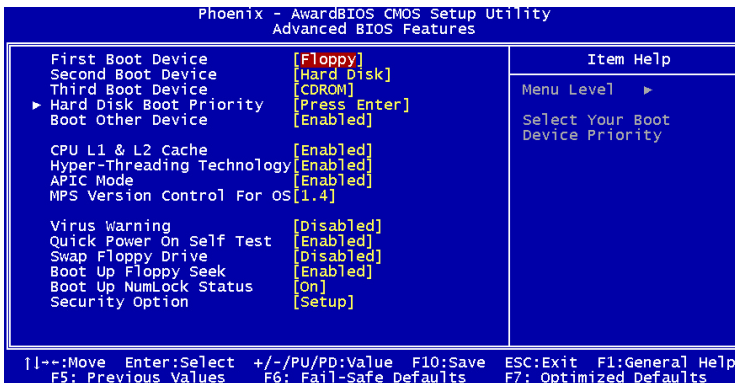 Phoenix - AwardBIOS CMOS Setup Utility
Advanced BIOS Features
First Boot Device [Floppy]
Second Boot Device [Hard Disk]
Third Boot Device [CDROM]
► Hard Disk Boot Priority [Press Enter]
Boot Other Device [Enabled]
CPU L1 & L2 Cache [Enabled]
Hyper-Threading Technology[Enabled]
APIC Mode [Enabled]
MPS Version Control For OS[1.4]
Virus Warning [Disabled]
Quick Power On Self Test [Enabled]
Swap Floppy Drive [Disabled]
Boot Up Floppy Seek [Enabled]
Boot Up NumLock Status [On]
Security Option [Setup]
Item Help
Menu Level ►
Select Your Boot
Device Priority
↑↓→←:Move Enter:Select +/-/PU/PD:Value F10:Save ESC:Exit F1:General Help
F5: Previous Values F6: Fail-Safe Defaults F7: Optimized Defaults